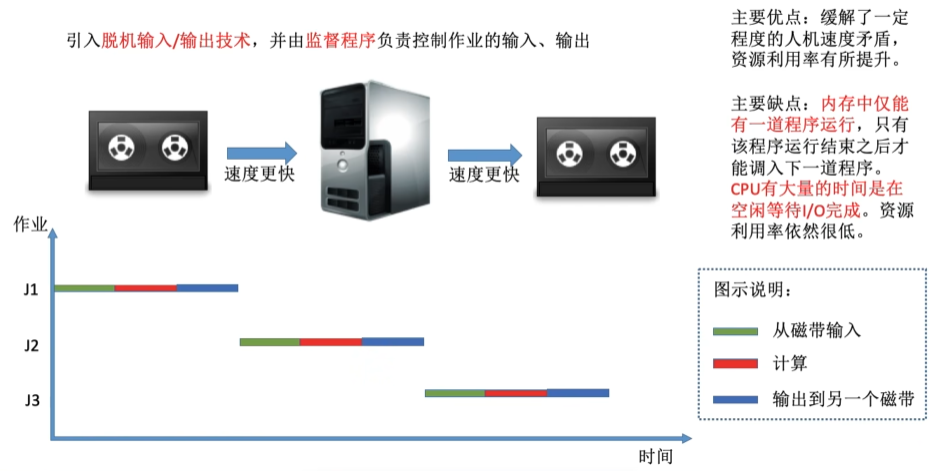 引入脱机输入/输出技术，并由监督程序负责控制作业的输入、输出
主要优点：缓解了一定
程度的人机速度矛盾，
资源利用率有所提升。
主要缺点：内存中仅能
有一道程序运行，只有
该程序运行结束之后才
能调入下一道程序。
CPU有大量的时间是在
空闲等待I/O完成。资源
利用率依然很低。
速度更快
速度更快
作业
J1
J2
J3
时间
图示说明：
从磁带输入
计算
输出到另一个磁带